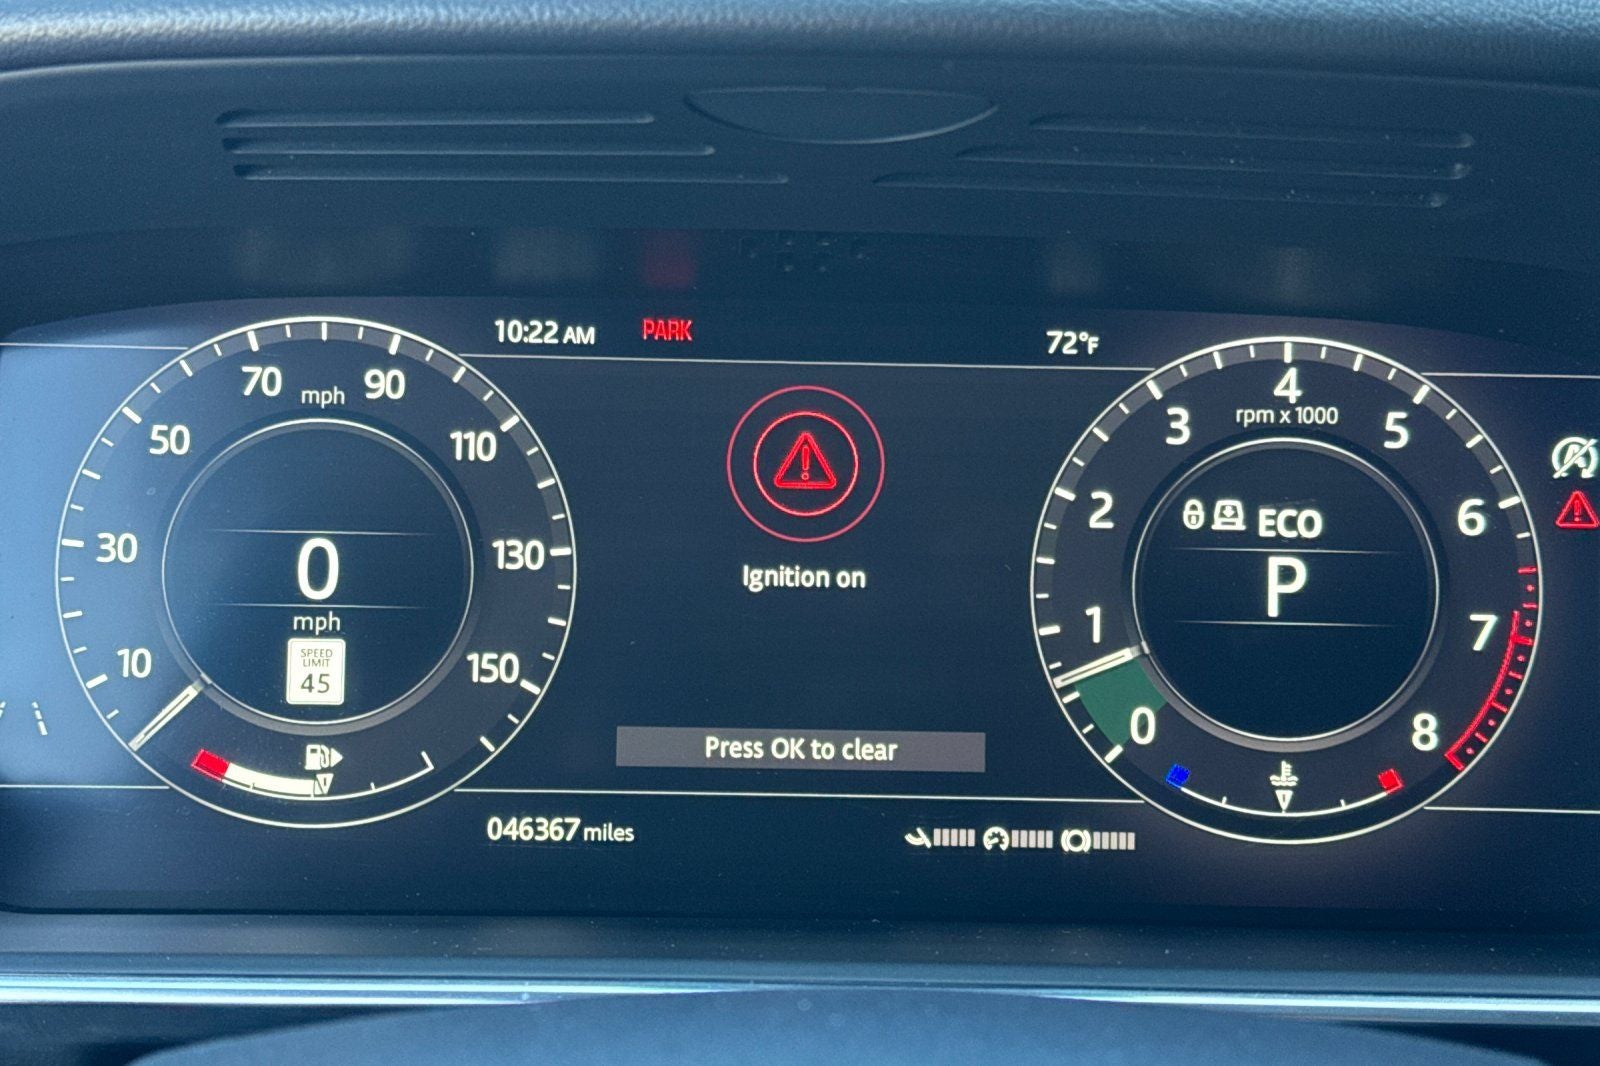 10:22 AM PARK
72°F
70 mph 90
50 110
30 130
10 150
0
mph
SPEED
LIMIT
45
Ignition on
Press OK to clear
046367 miles
4
rpm x 1000
3 5
2 6
1 7
0 8
ECO
P